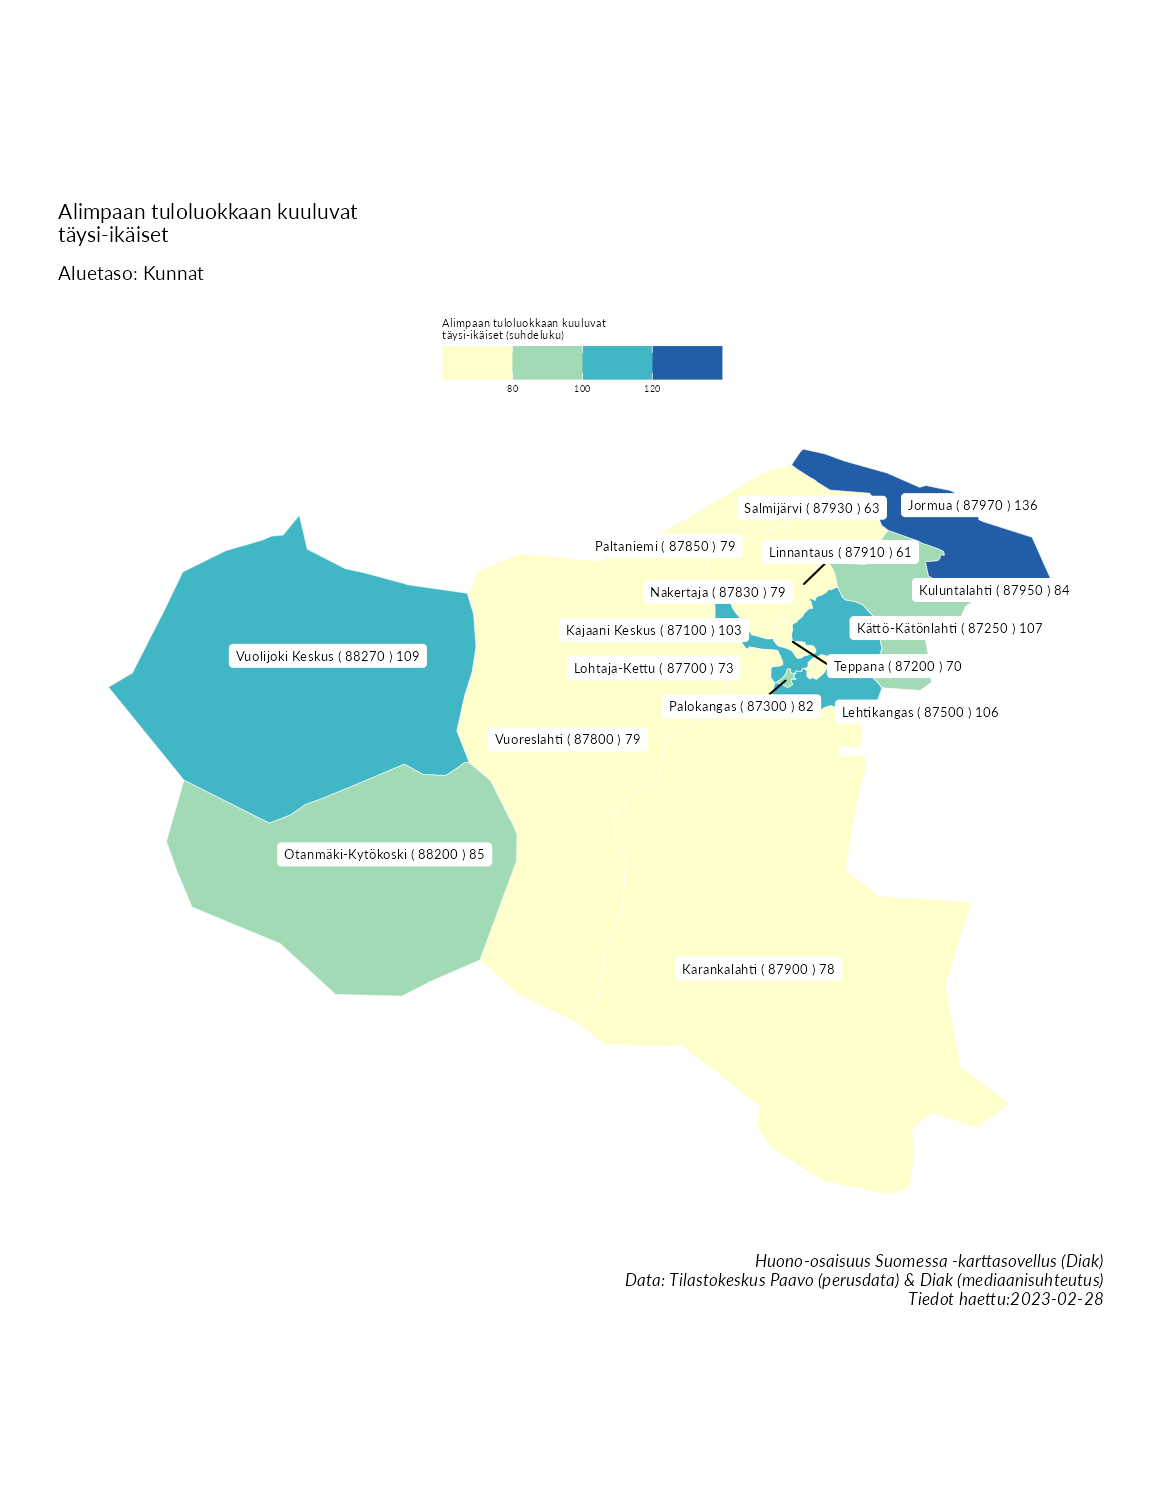 Alimpaan tuloluokkaan kuuluvat
täysi-ikäiset
Aluetaso: Kunnat
Alimpaan tuloluokkaan kuuluvat
täysi-ikäiset (suhdeluku)
80 100 120
Jormua ( 87970 ) 136
Salmijärvi ( 87930 ) 63
Paltaniemi ( 87850 ) 79
Linnantaus ( 87910 ) 61
Nakertaja ( 87830 ) 79
Kuluntalahti ( 87950 ) 84
Kajaani Keskus ( 87100 ) 103
Kättö-Kätönlahti ( 87250 ) 107
Vuolijoki Keskus ( 88270 ) 109
Lohtaja-Kettu ( 87700 ) 73
Teppana ( 87200 ) 70
Palokangas ( 87300 ) 82
Lehtikangas ( 87500 ) 106
Vuoreslahti ( 87800 ) 79
Otanmäki-Kytökoski ( 88200 ) 85
Karankalahti ( 87900 ) 78
Huono-osaisuus Suomessa -karttasovellus (Diak)
Data: Tilastokeskus Paavo (perusdata) & Diak (mediaanisuhteutus)
Tiedot haettu:2023-02-28